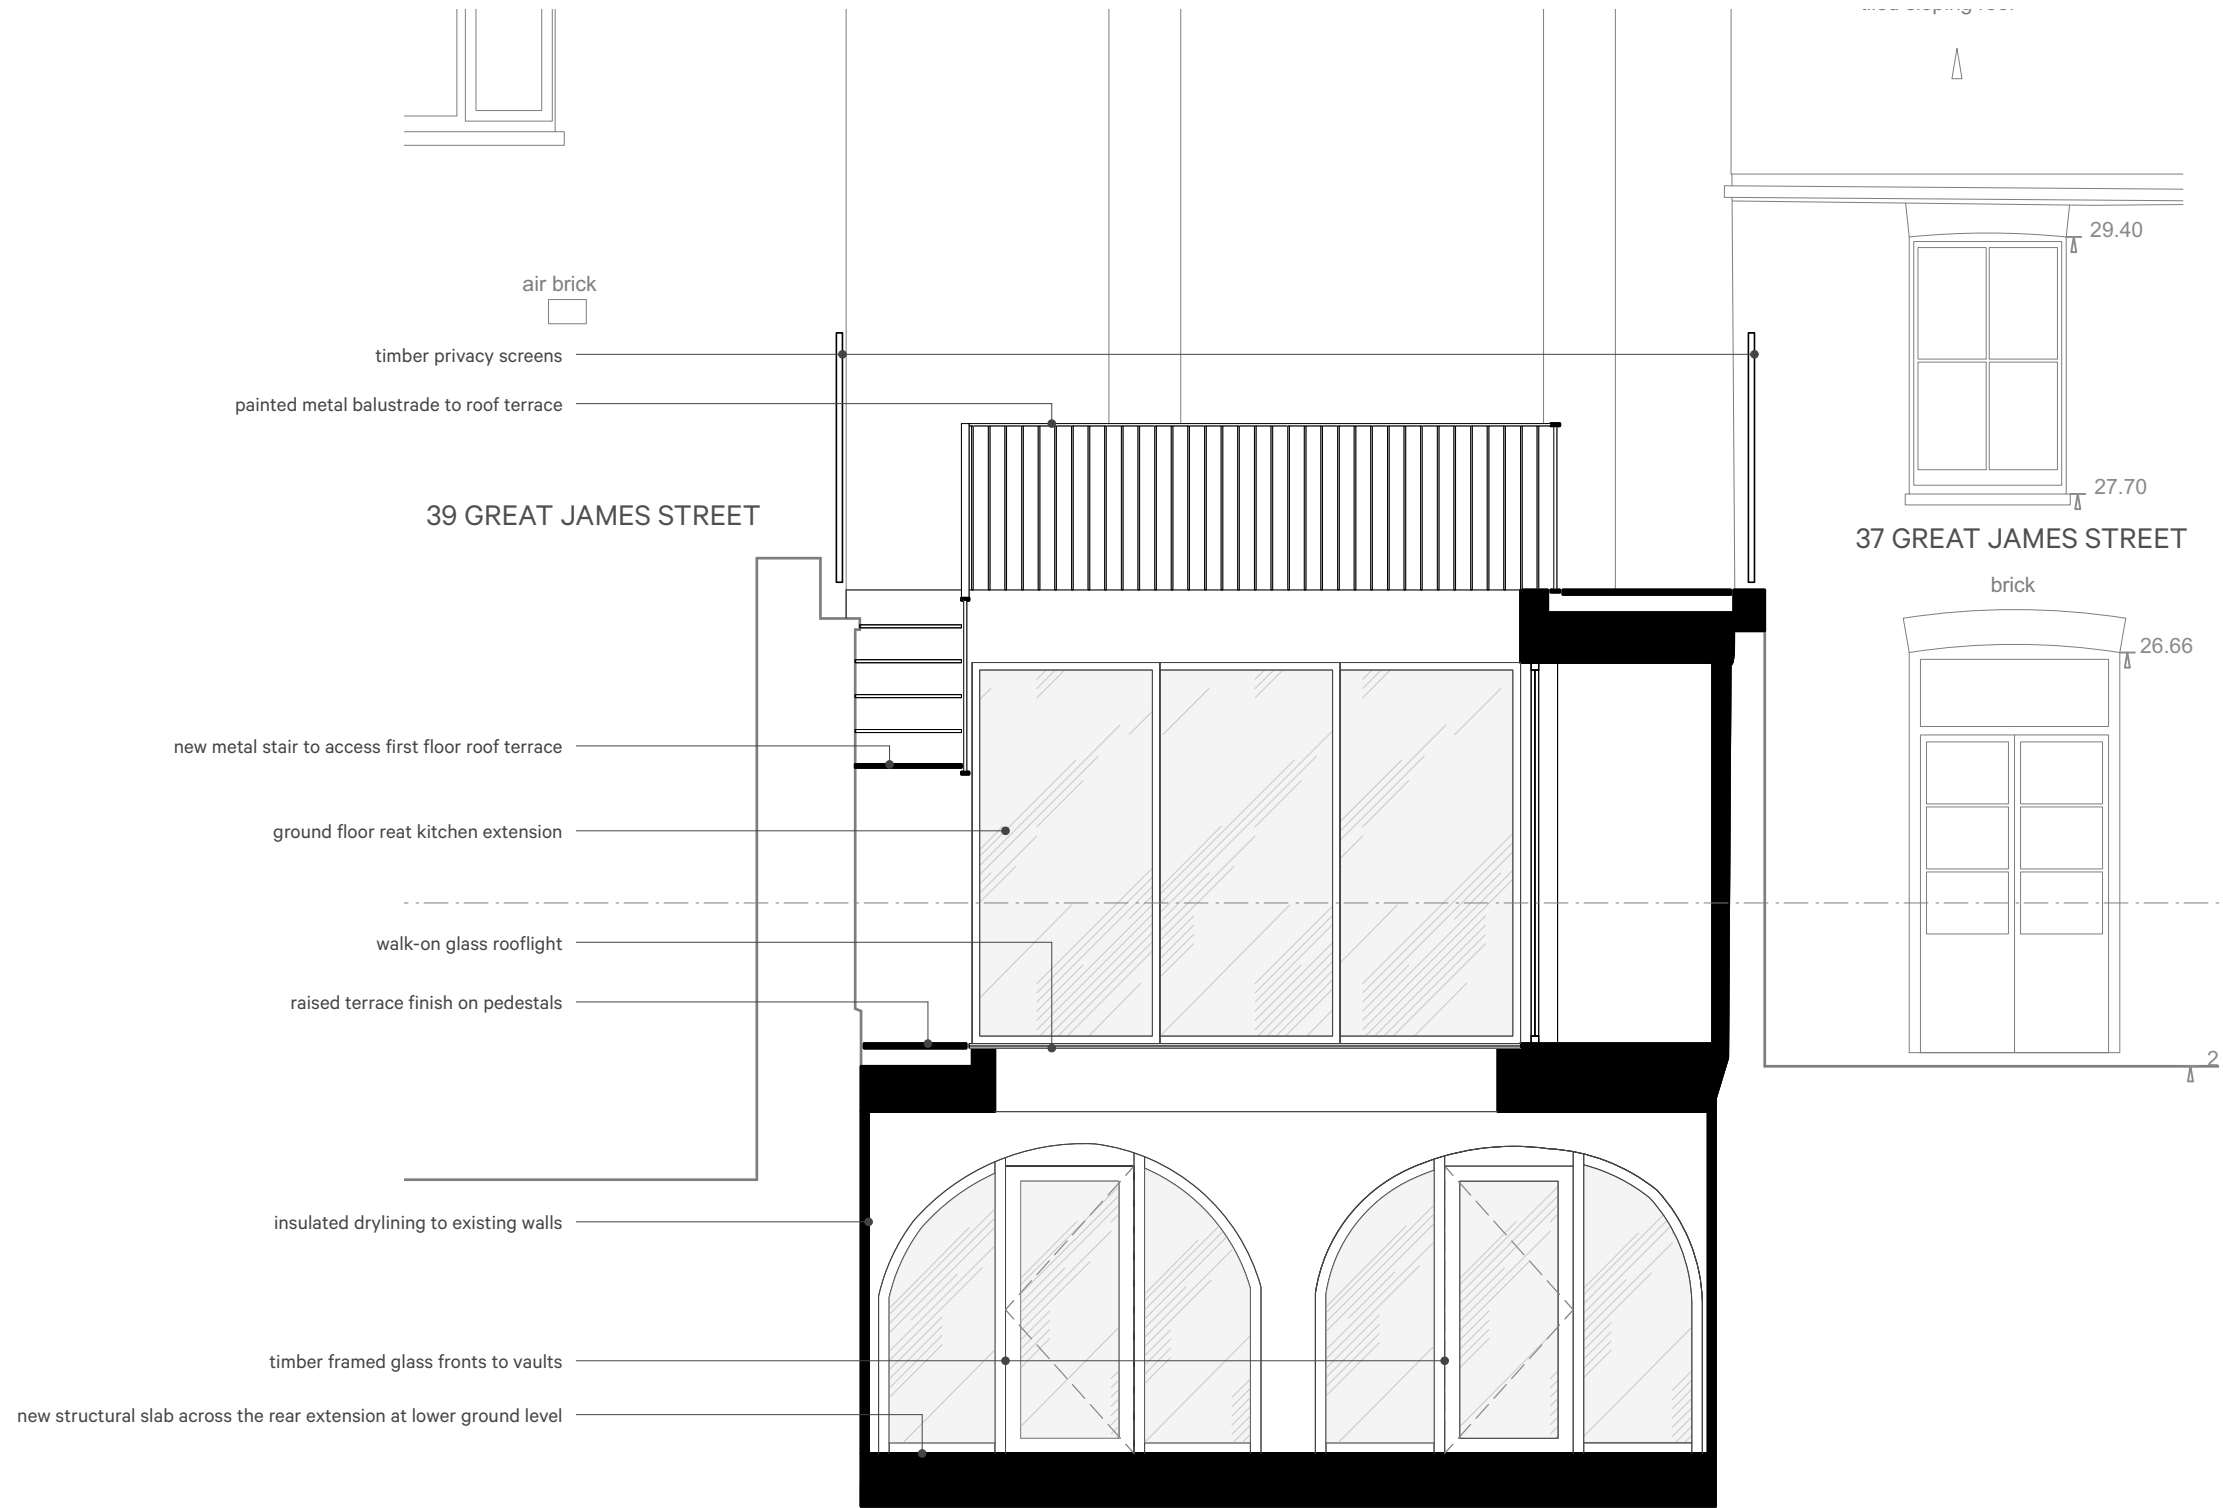 29.40
air brick
timber privacy screens
painted metal balustrade to roof terrace
27.70
39 GREAT JAMES STREET
37 GREAT JAMES STREET
brick
26.66
new metal stair to access first floor roof terrace
ground floor reat kitchen extension
walk-on glass rooflight
raised terrace finish on pedestals
insulated drylining to existing walls
timber framed glass fronts to vaults
new structural slab across the rear extension at lower ground level